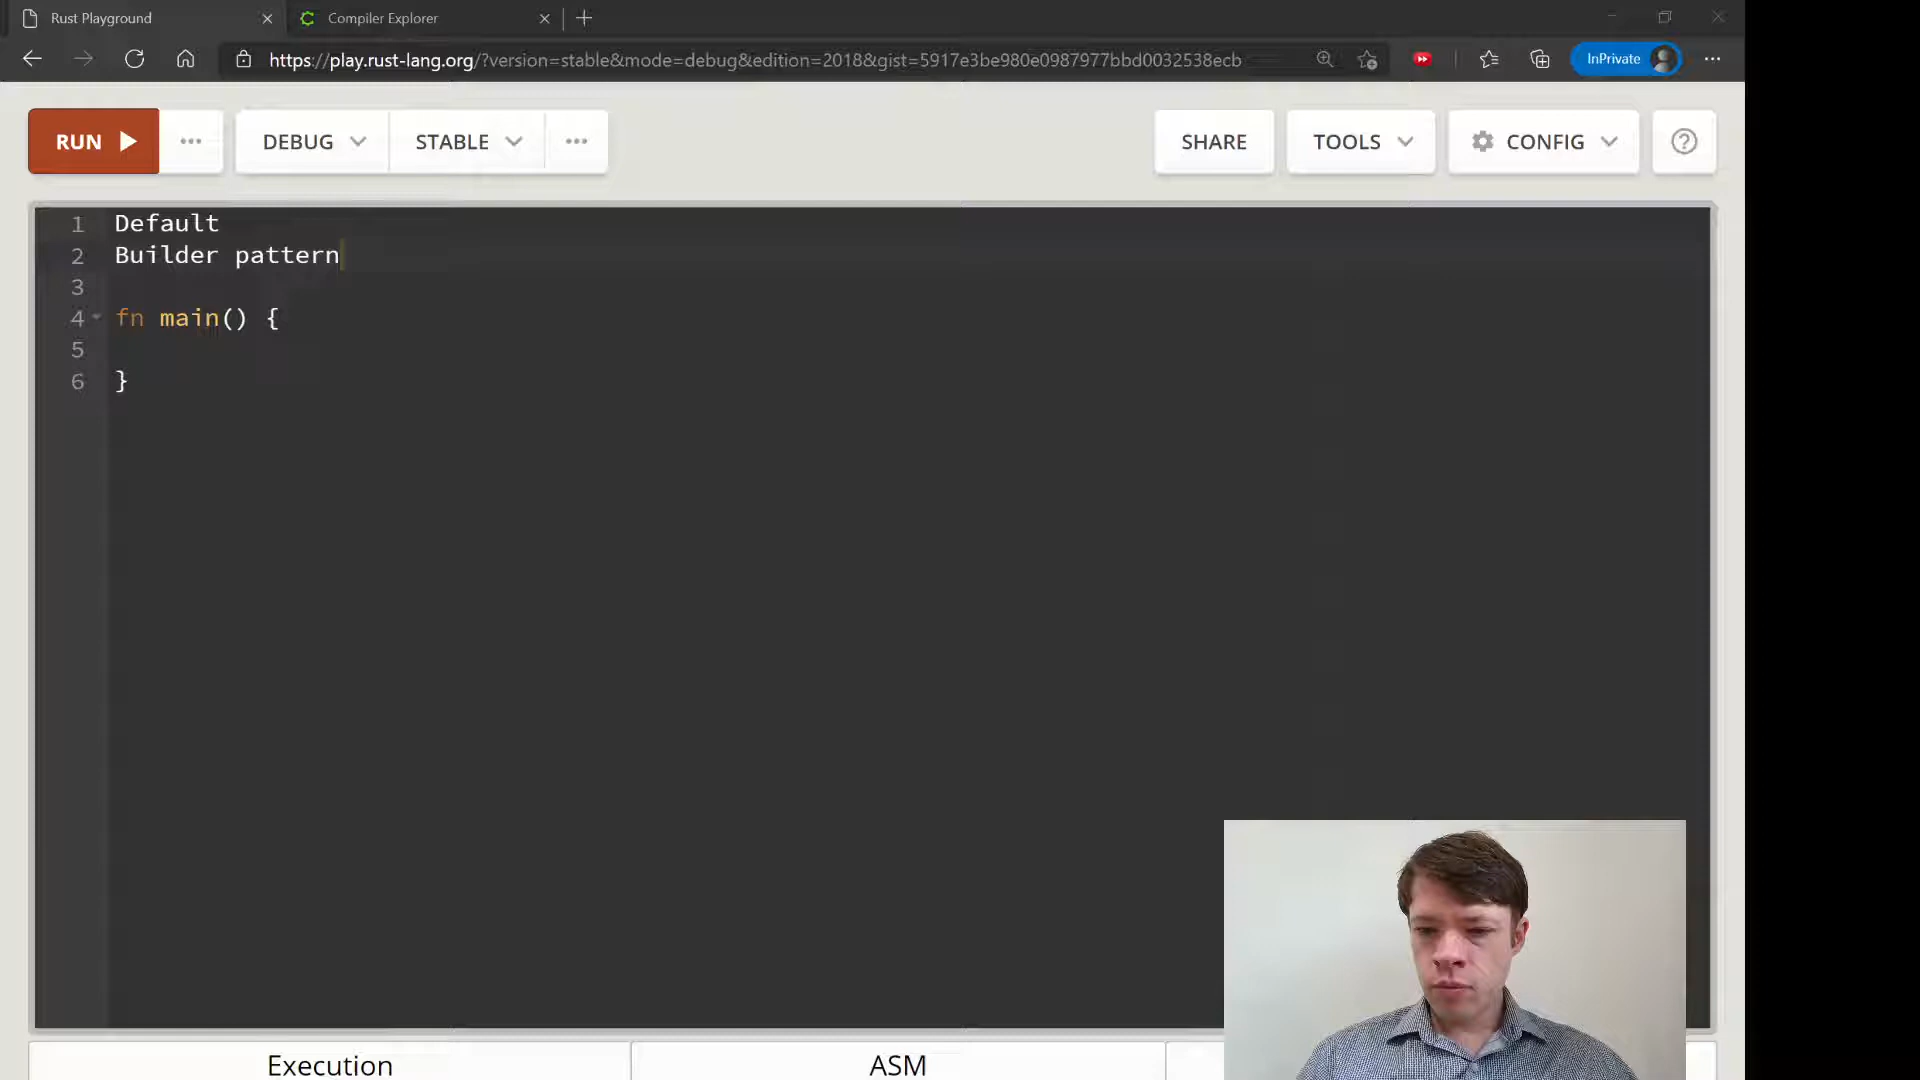 Rust Playground
Compiler Explorer
https://play.rust-lang.org/?version=stable&mode=debug&edition=2018&gist=5917e3be980e0987977bbd0032538ecb
InPrivate
RUN
DEBUG
STABLE
SHARE
TOOLS
CONFIG
1 Default
2 Builder pattern
3
4 fn main() {
5
6 }
Execution
ASM